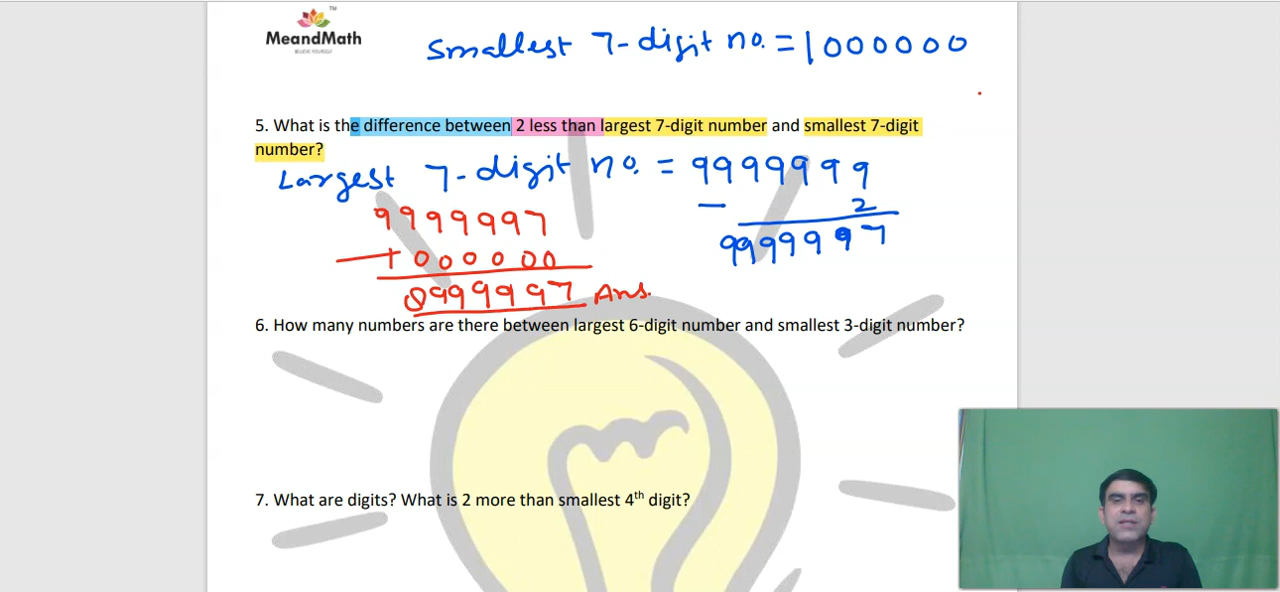 TM
MeandMath
Smallest 7-digit no. = 1000000
5. What is the difference between 2 less than largest 7-digit number and smallest 7-digit
number?
Largest 7-digit no. = 9999999
- 2
9999997
9999997
- 1000000
8999997 Ans.
6. How many numbers are there between largest 6-digit number and smallest 3-digit number?
7. What are digits? What is 2 more than smallest 4th digit?